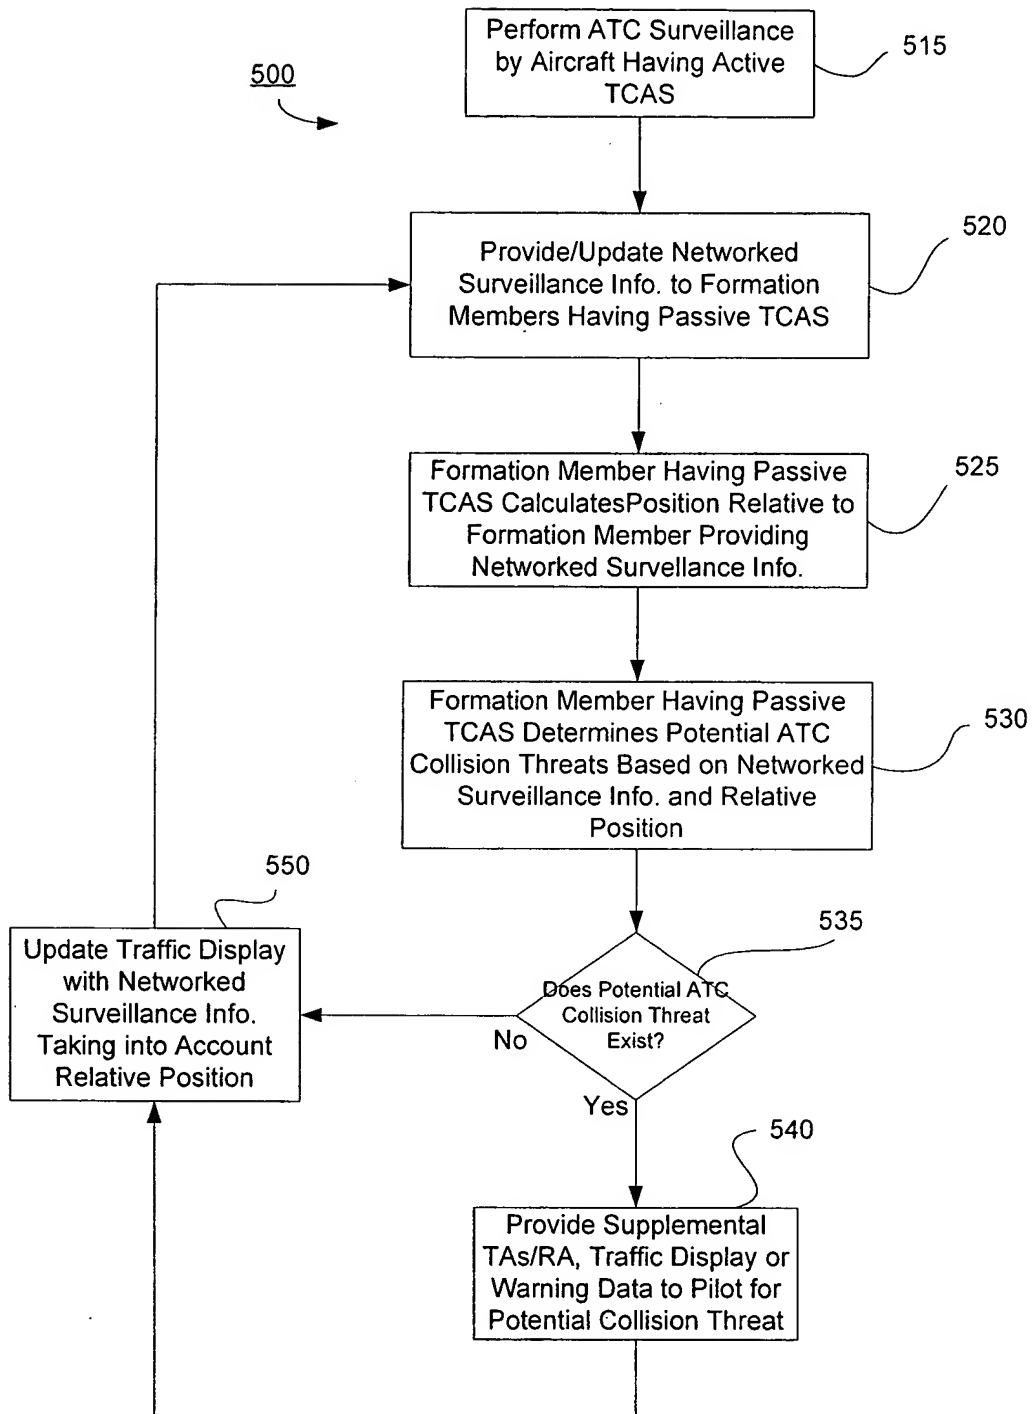 Perform ATC Surveillance
by Aircraft Having Active
TCAS
515
500
520
Provide/Update Networked
Surveillance Info. to Formation
Members Having Passive TCAS
525
Formation Member Having Passive
TCAS CalculatesPosition Relative to
Formation Member Providing
Networked Survellance Info.
530
Formation Member Having Passive
TCAS Determines Potential ATC
Collision Threats Based on Networked
Surveillance Info. and Relative
Position
550
535
Update Traffic Display
with Networked
Surveillance Info.
Taking into Account
Relative Position
Does Potential ATC
Collision Threat
Exist?
No
Yes
540
Provide Supplemental
TAs/RA, Traffic Display or
Warning Data to Pilot for
Potential Collision Threat